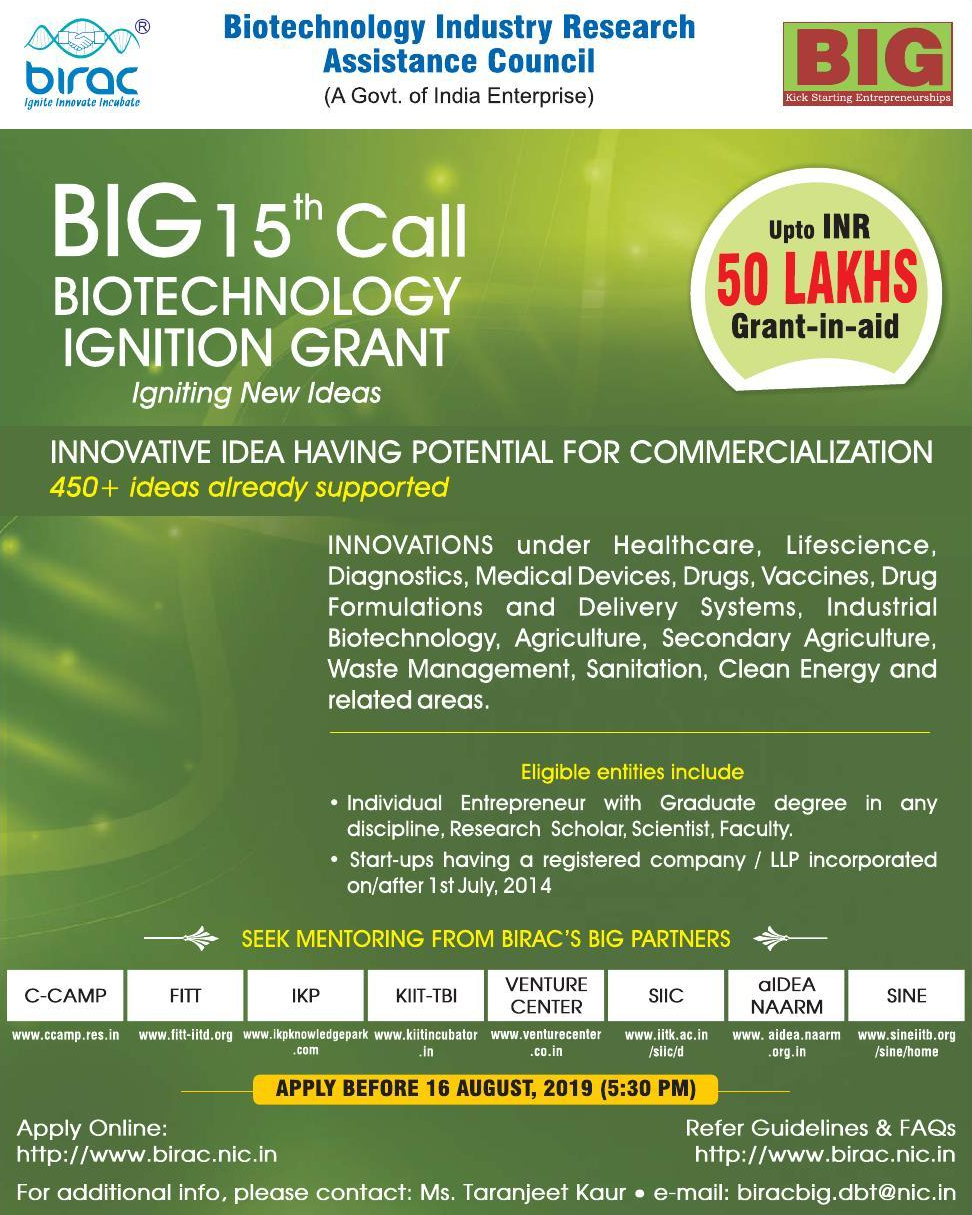 birac ®
Ignite Innovate Incubate
Biotechnology Industry Research
Assistance Council
(A Govt. of India Enterprise)
BIG
Kick Starting Entrepreneurships
BIG 15th Call
BIOTECHNOLOGY
IGNITION GRANT
Igniting New Ideas
Upto INR
50 LAKHS
Grant-in-aid
INNOVATIVE IDEA HAVING POTENTIAL FOR COMMERCIALIZATION
450+ ideas already supported
INNOVATIONS under Healthcare, Lifescience,
Diagnostics, Medical Devices, Drugs, Vaccines, Drug
Formulations and Delivery Systems, Industrial
Biotechnology, Agriculture, Secondary Agriculture,
Waste Management, Sanitation, Clean Energy and
related areas.
Eligible entities include
• Individual Entrepreneur with Graduate degree in any
discipline, Research Scholar, Scientist, Faculty.
• Start-ups having a registered company / LLP incorporated
on/after 1st July, 2014
SEEK MENTORING FROM BIRAC'S BIG PARTNERS
C-CAMP
www.ccamp.res.in
FITT
www.fitt-iitd.org
IKP
www.ikpknowledgepark
.com
KIIT-TBI
www.kiitincubator
.in
VENTURE
CENTER
www.venturecenter
.co.in
SIIC
www.iitk.ac.in
/siic/d
aIDEA
NAARM
www. aidea.naarm
.org.in
SINE
www.sineiitb.org
/sine/home
APPLY BEFORE 16 AUGUST, 2019 (5:30 PM)
Apply Online:
http://www.birac.nic.in
Refer Guidelines & FAQs
http://www.birac.nic.in
For additional info, please contact: Ms. Taranjeet Kaur • e-mail: biracbig.dbt@nic.in